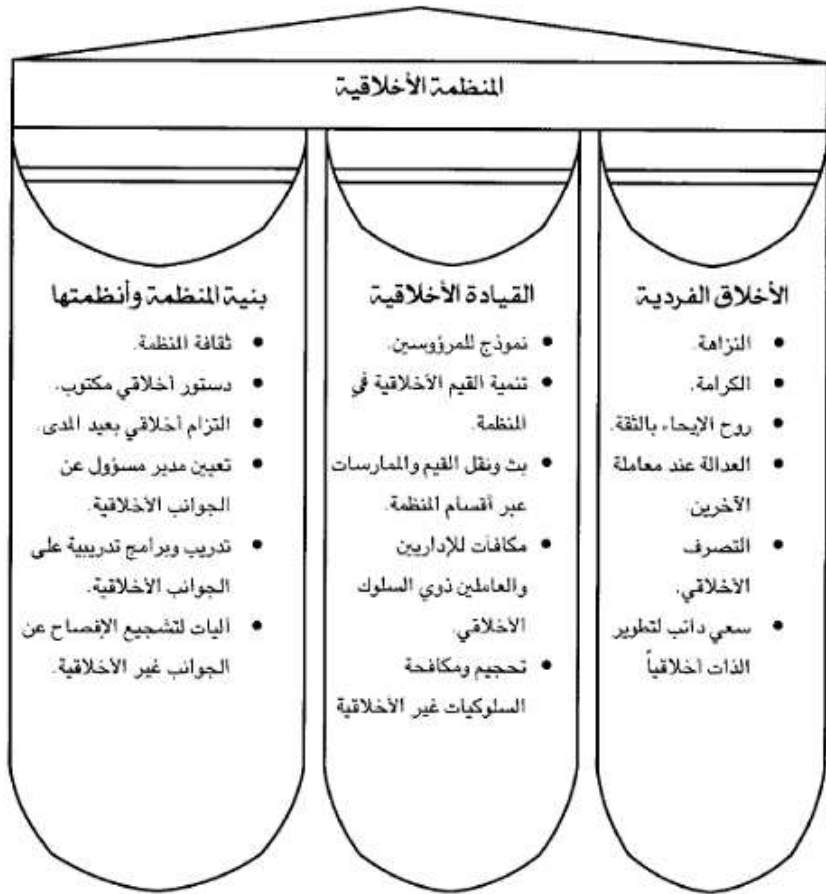 المنظمة الأخلاقية
الأخلاق الفردية
• النزاهة.
• الكرامة.
• روح الإيحاء بالثقة.
• العدالة عند معاملة
الآخرين.
• التصرف
الأخلاقي.
• سعي دائب لتطوير
الذات أخلاقياً
القيادة الأخلاقية
• نموذج للمرؤوسين.
• تنمية القيم الأخلاقية في
المنظمة.
• بث ونقل القيم والممارسات
عبر أقسام المنظمة.
• مكافآت للإداريين
والعاملين ذوي السلوك
الأخلاقي.
• تحجيم ومكافحة
السلوكيات غير الأخلاقية
بنية المنظمة وأنظمتها
• ثقافة المنظمة.
• دستور أخلاقي مكتوب.
• التزام أخلاقي بعيد المدى.
• تعيين مدير مسؤول عن
الجوانب الأخلاقية.
• تدريب وبرامج تدريبية على
الجوانب الأخلاقية.
• آليات لتشجيع الإفصاح عن
الجوانب غير الأخلاقية.